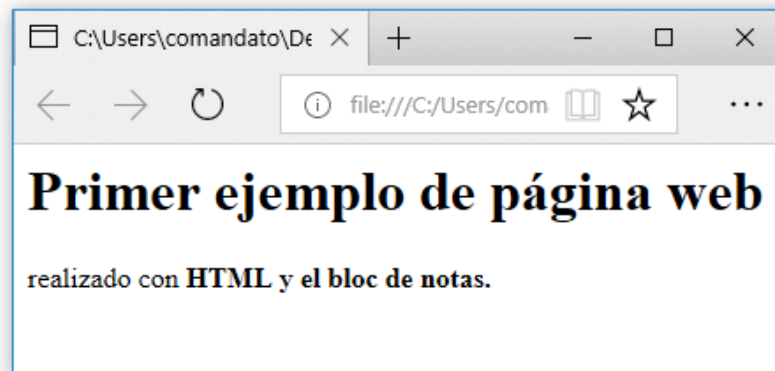 C:\Users\comandato\De
file:///C:/Users/com
Primer ejemplo de página web
realizado con HTML y el bloc de notas.